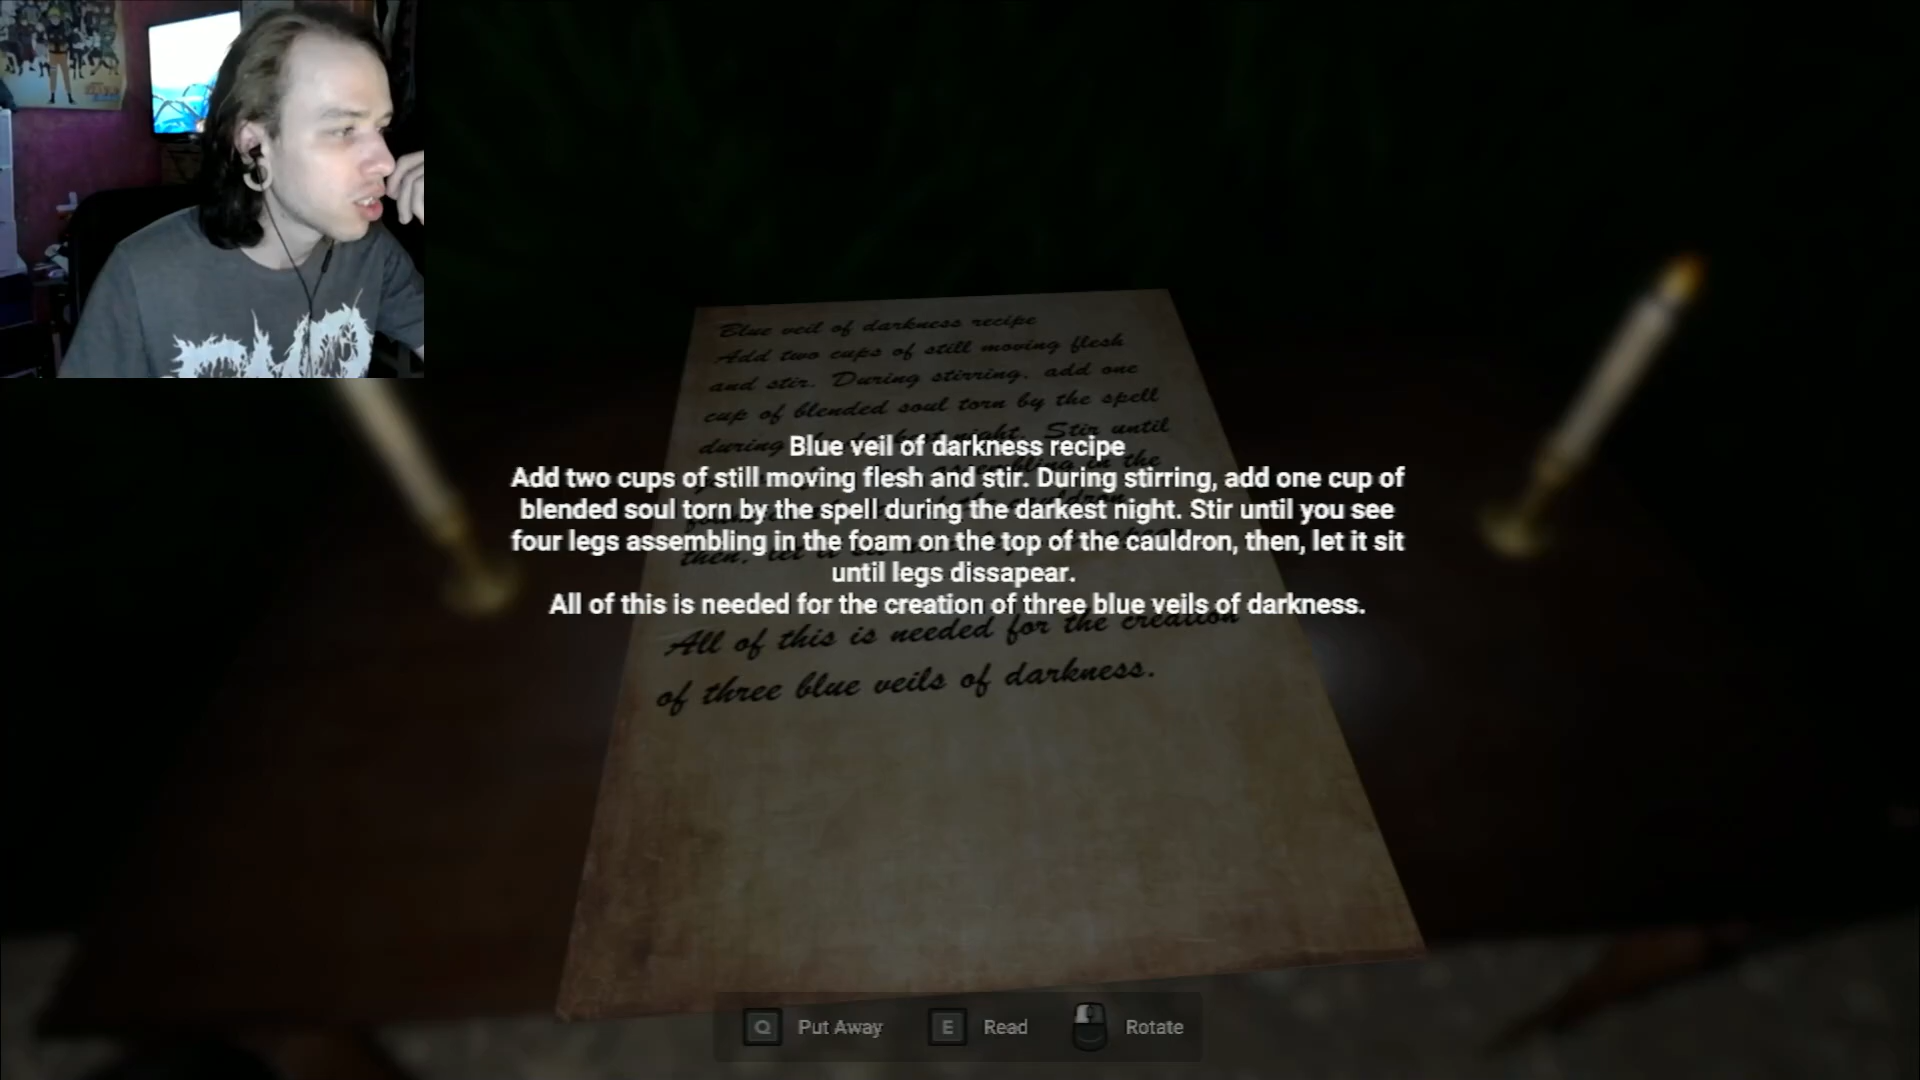 Blue veil of darkness recipe
Add two cups of still moving flesh
and stir. During stirring, add one
cup of blended soul torn by the spell
during
Stir until
Blue veil of darkness recipe
Add two cups of still moving flesh and stir. During stirring, add one cup of
blended soul torn by the spell during the darkest night. Stir until you see
four legs assembling in the foam on the top of the cauldron, then, let it sit
until legs dissapear.
All of this is needed for the creation of three blue veils of darkness.
All of this is needed for the creation
of three blue veils of darkness.
Q Put Away E Read Rotate